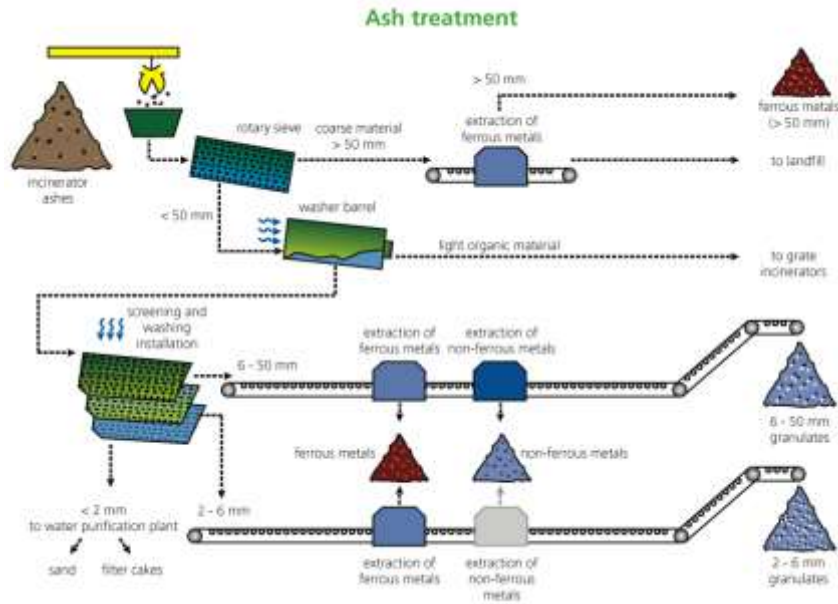 Ash treatment
> 50 mm
ferrous metals
(> 50 mm)
rotary sieve
coarse material
> 50 mm
extraction of
ferrous metals
to landfill
incinerator
ashes
< 50 mm
washer barrel
light organic material
to grate
incinerators
screening and
washing
installation
6 - 50 mm
extraction of
ferrous metals
extraction of
non-ferrous metals
6 - 50 mm
granulates
ferrous metals
non-ferrous metals
< 2 mm
to water purification plant
2 - 6 mm
sand
filter cakes
extraction of
ferrous metals
extraction of
non-ferrous metals
2 - 6 mm
granulates